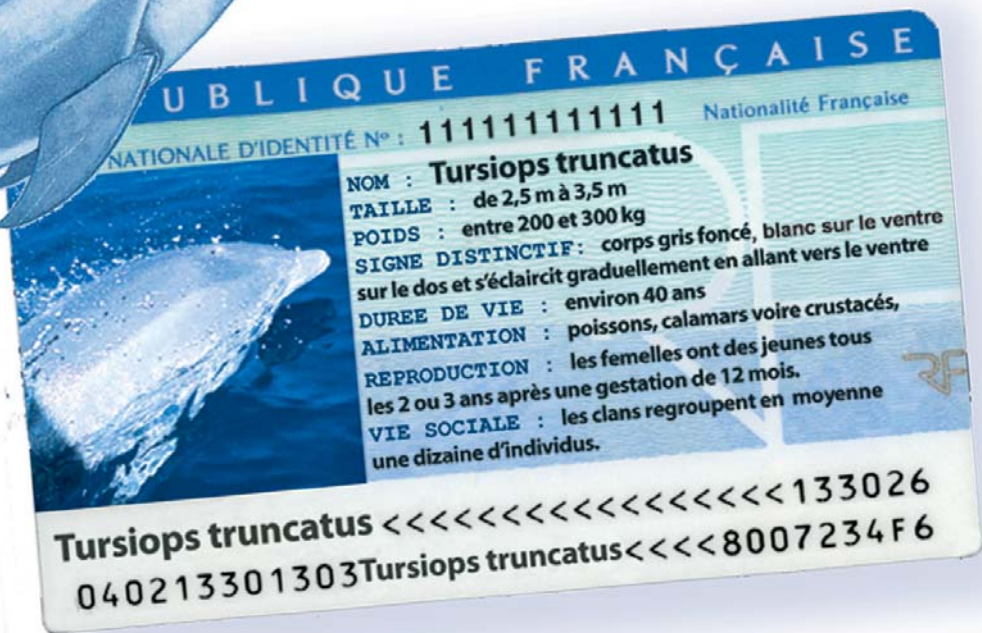 UBLIQUE FRANÇAISE
NATIONALE D'IDENTITÉ Nº : 111111111111 Nationalité Française
NOM : Tursiops truncatus
TAILLE : de 2,5 m à 3,5 m
POIDS : entre 200 et 300 kg
SIGNE DISTINCTIF: corps gris foncé, blanc sur le ventre
sur le dos et s'éclaircit graduellement en allant vers le ventre
DUREE DE VIE : environ 40 ans
ALIMENTATION : poissons, calamars voire crustacés,
REPRODUCTION : les femelles ont des jeunes tous
les 2 ou 3 ans après une gestation de 12 mois.
VIE SOCIALE : les clans regroupent en moyenne
une dizaine d'individus.
RF
Tursiops truncatus <<<<<<<<<<<<<<<<<<133026
040213301303Tursiops truncatus<<<<8007234F6